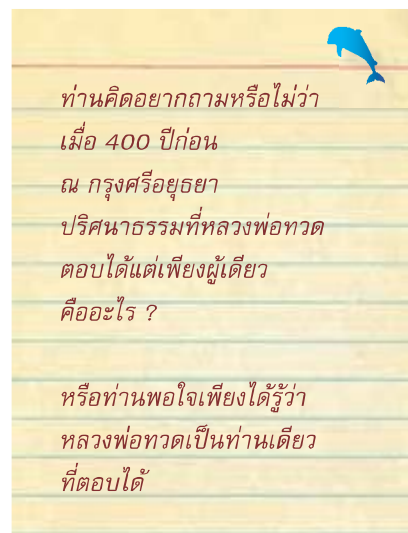 ท่านคิดอยากถามหรือไม่ว่า
เมื่อ 400 ปีก่อน
ณ กรุงศรีอยุธยา
ปริศนาธรรมที่หลวงพ่อทวด
ตอบได้แต่เพียงผู้เดียว
คืออะไร ?
หรือท่านพอใจเพียงได้รู้ว่า
หลวงพ่อทวดเป็นท่านเดียว
ที่ตอบได้